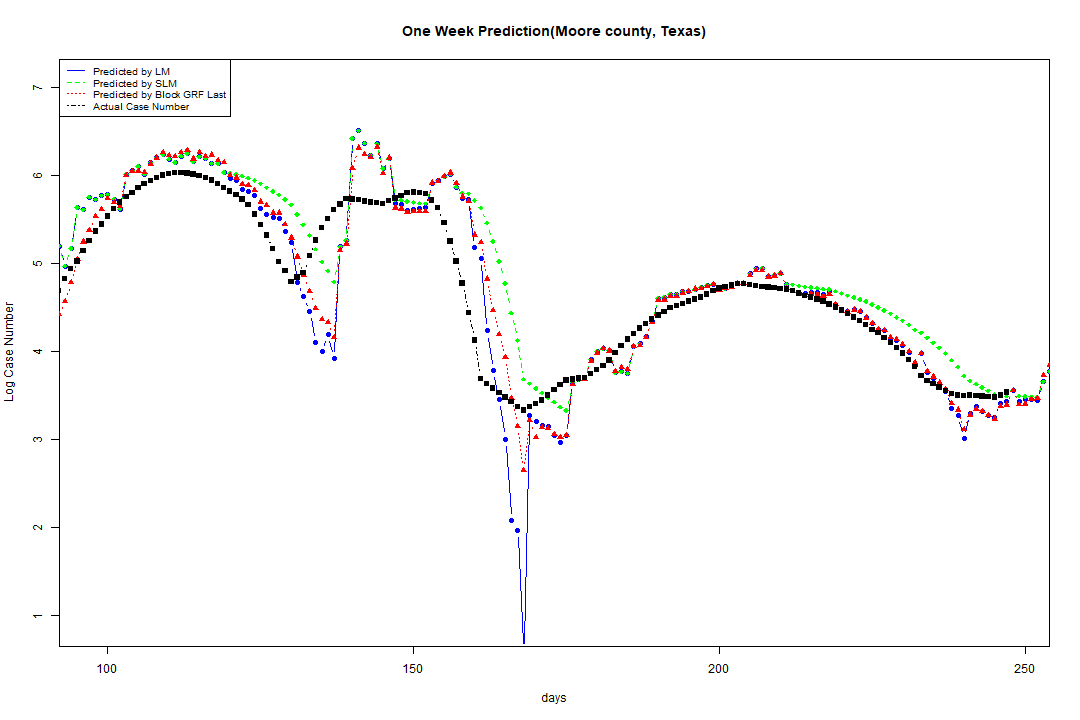 One Week Prediction(Moore county, Texas)
Predicted by LM
Predicted by SLM
Predicted by Block GRF Last
Actual Case Number
Log Case Number
7
6
5
4
3
2
1
100
150
200
250
days